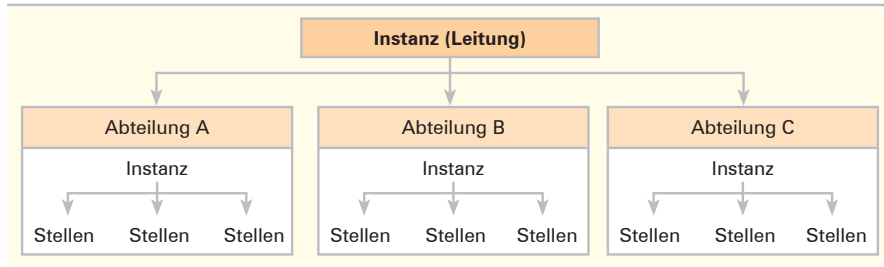 Instanz (Leitung)
Abteilung A Abteilung B Abteilung C
Instanz Instanz Instanz
Stellen Stellen Stellen Stellen Stellen Stellen Stellen Stellen Stellen